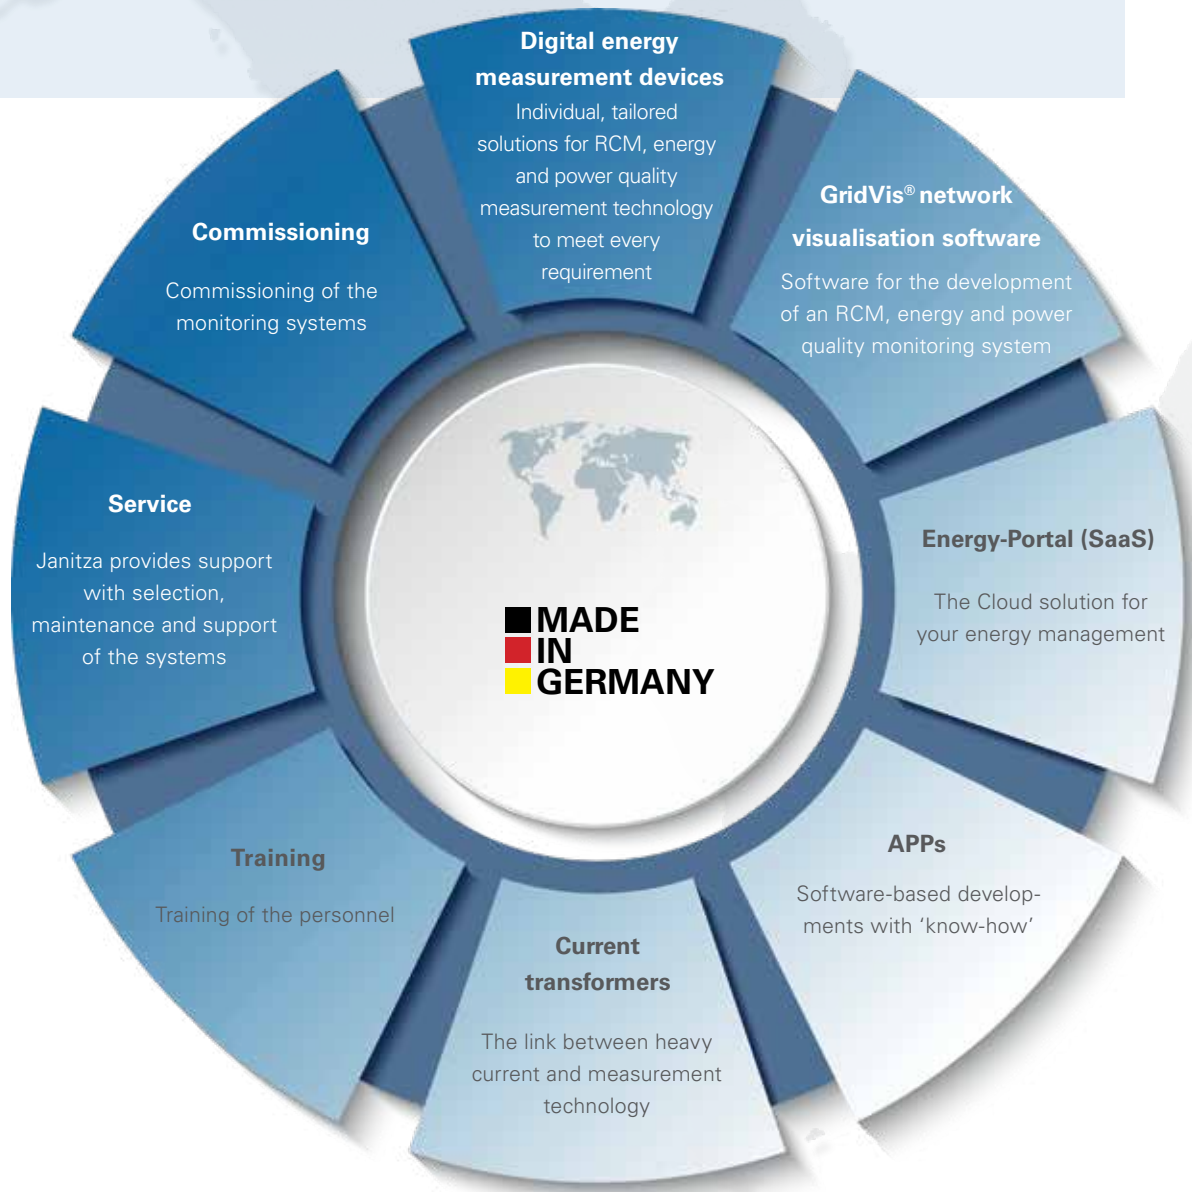 Digital energy
measurement devices
Individual, tailored
solutions for RCM, energy
and power quality
measurement technology
to meet every
requirement
GridVis® network
visualisation software
Software for the development
of an RCM, energy and power
quality monitoring system
Energy-Portal (SaaS)
The Cloud solution for
your energy management
APPs
Software-based develop-
ments with ‘know-how’
Current
transformers
The link between heavy
current and measurement
technology
Training
Training of the personnel
Service
Janitza provides support
with selection,
maintenance and support
of the systems
Commissioning
Commissioning of the
monitoring systems
MADE
IN
GERMANY